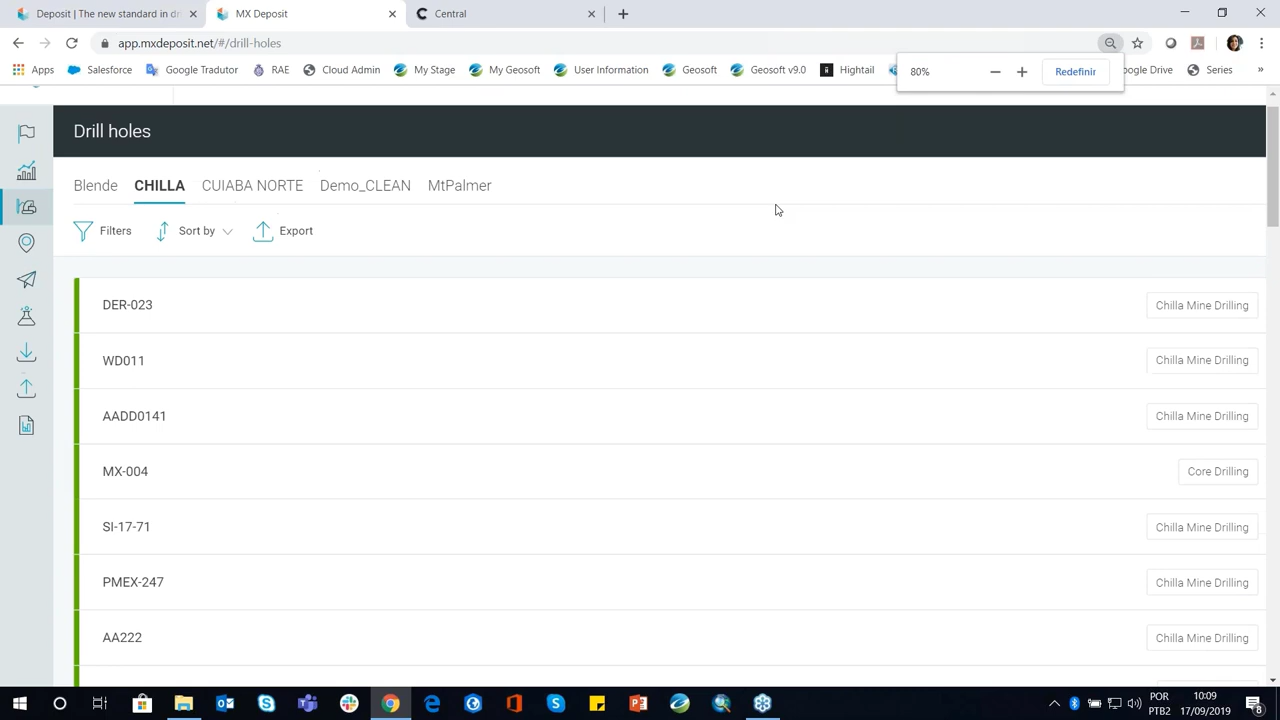 Deposit | The new standard in dr
MX Deposit
Central
app.mxdeposit.net/#/drill-holes
Apps
Salesforce
Google Tradutor
RAE
Cloud Admin
My Stage
My Geosoft
User Information
Geosoft
Geosoft v9.0
Hightail
ogle Drive
Series
80%
Redefinir
Drill holes
Blende
CHILLA
CUIABA NORTE
Demo_CLEAN
MtPalmer
Filters
Sort by
Export
DER-023
Chilla Mine Drilling
WD011
Chilla Mine Drilling
AADD0141
Chilla Mine Drilling
MX-004
Core Drilling
SI-17-71
Chilla Mine Drilling
PMEX-247
Chilla Mine Drilling
AA222
Chilla Mine Drilling
POR
PTB2
10:09
17/09/2019
8